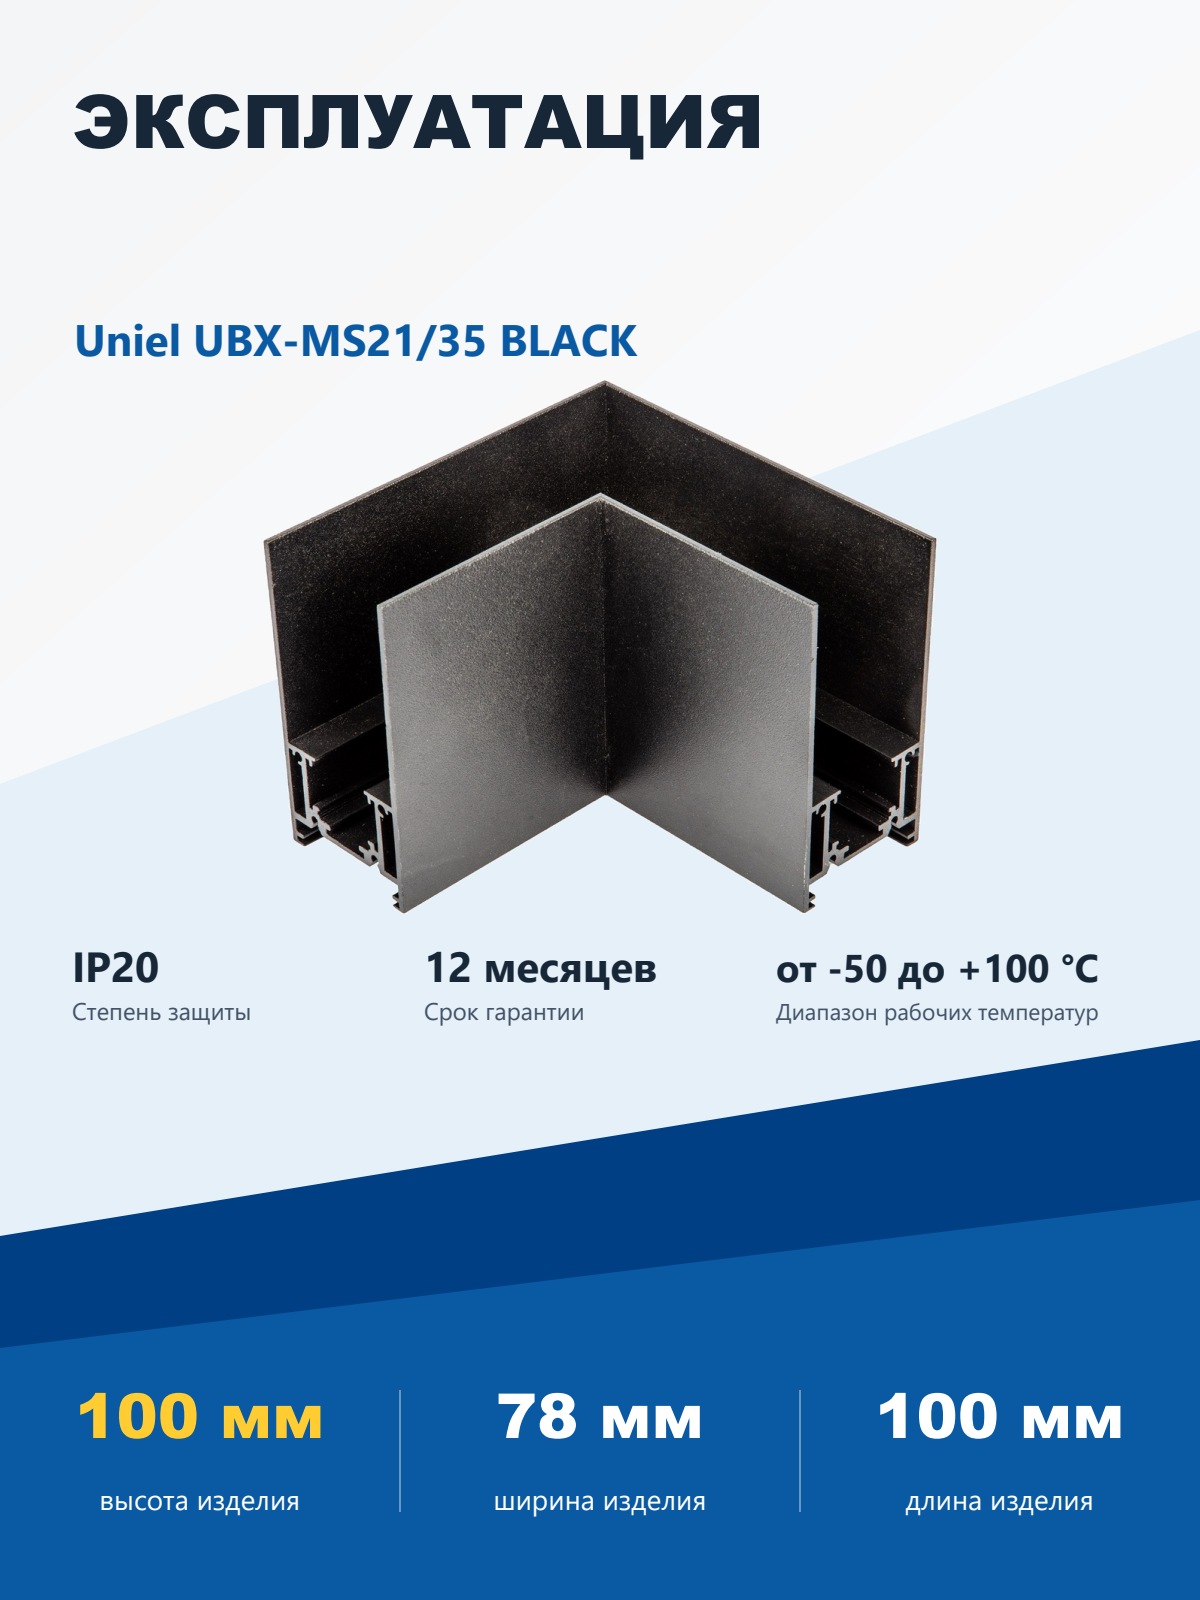 ЭКСПЛУАТАЦИЯ
Uniel UBX-MS21/35 BLACK
IP20
Степень защиты
12 месяцев
Срок гарантии
от -50 до +100 °C
Диапазон рабочих температур
100 мм
высота изделия
78 мм
ширина изделия
100 мм
длина изделия